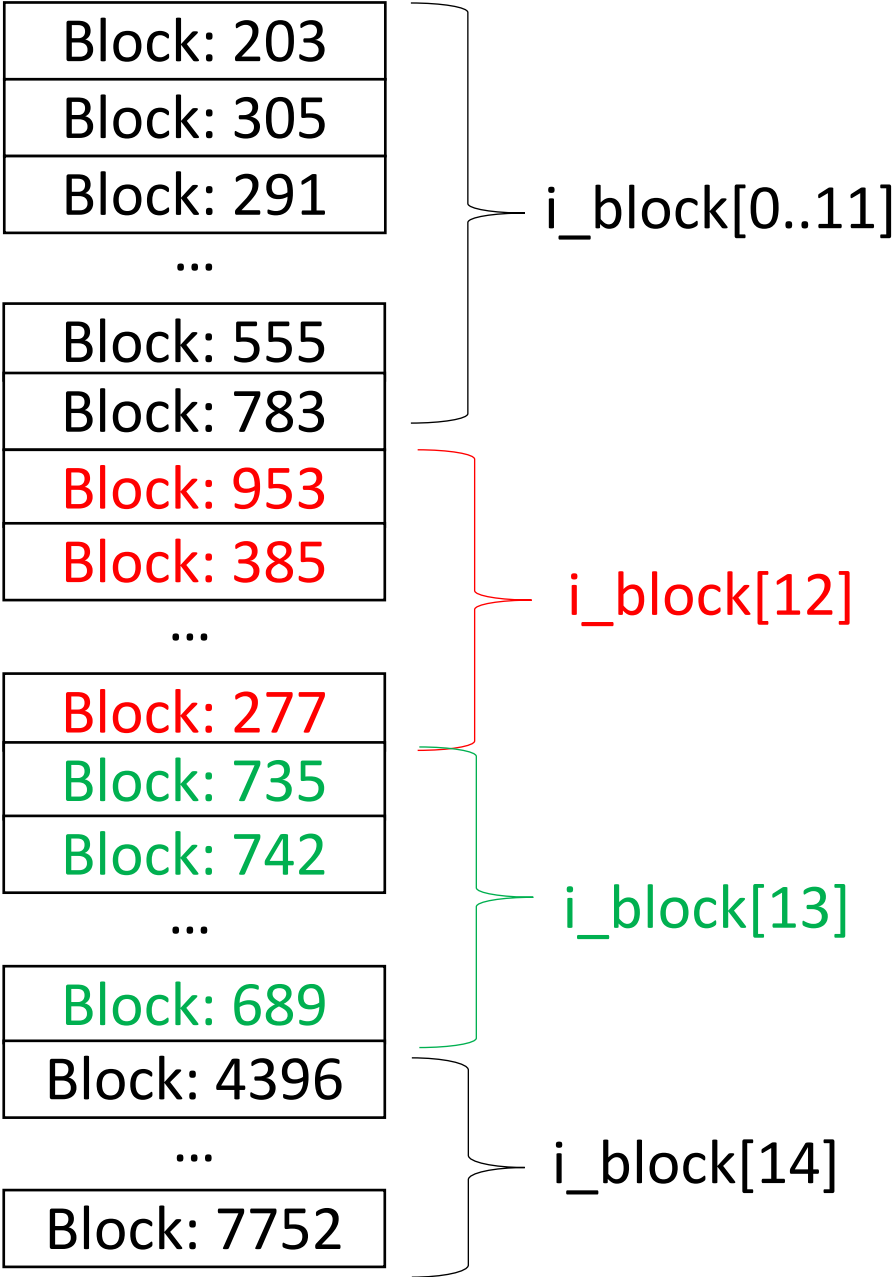 Block: 203
Block: 305
Block: 291
i_block[0..11]
...
Block: 555
Block: 783
Block: 953
Block: 385
i_block[12]
...
Block: 277
Block: 735
Block: 742
i_block[13]
...
Block: 689
Block: 4396
...
i_block[14]
Block: 7752